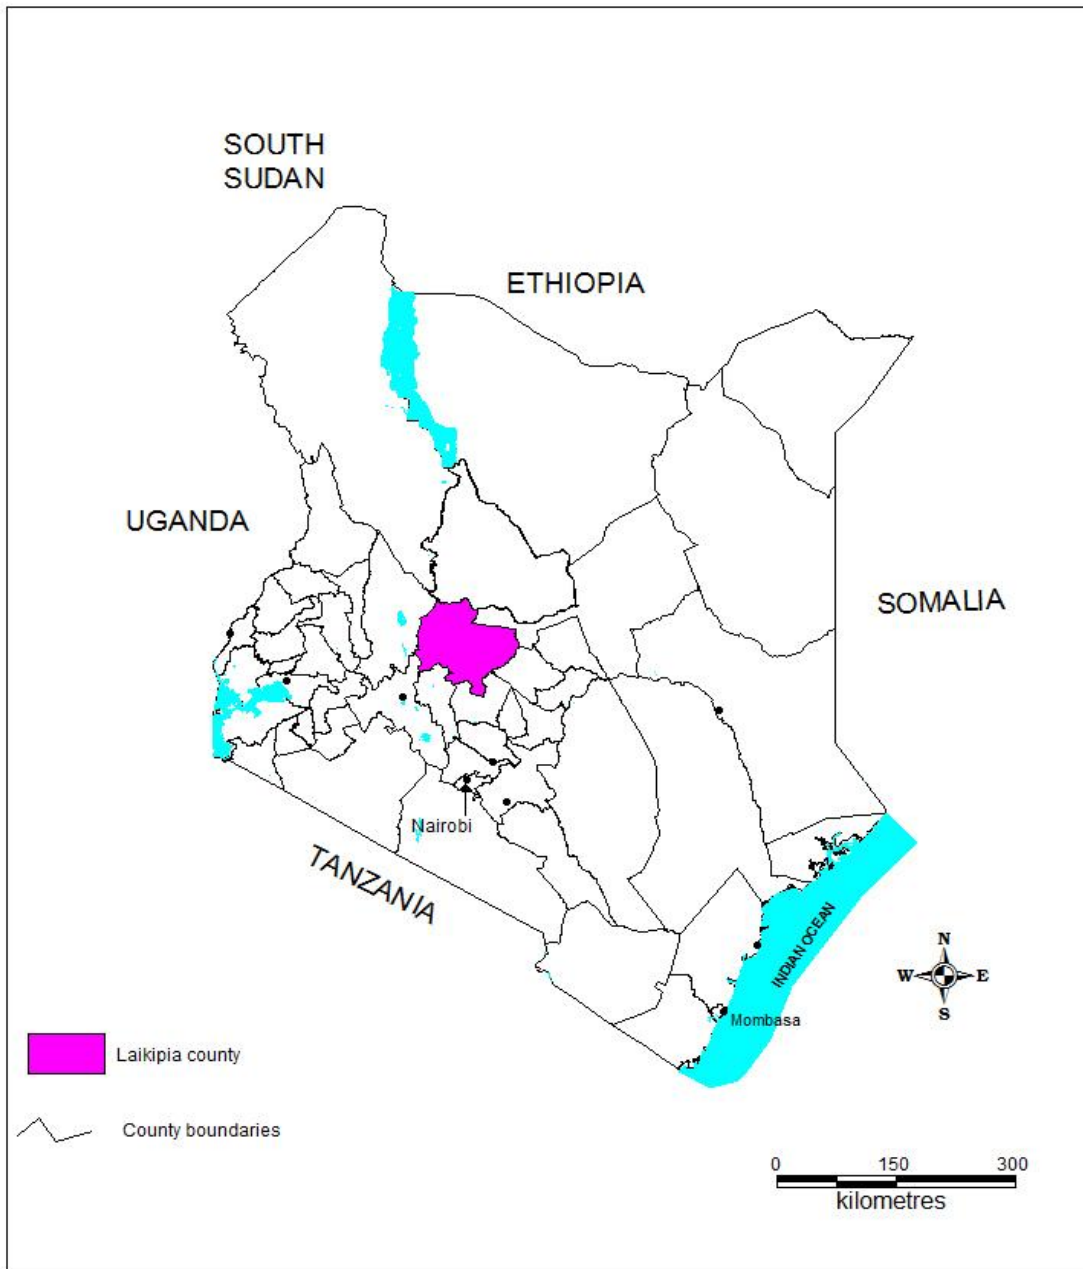 SOUTH
SUDAN
ETHIOPIA
UGANDA
SOMALIA
Nairobi
TANZANIA
INDIAN OCEAN
N
W E
S
Mombasa
Laikipia county
County boundaries
0 150 300
kilometres